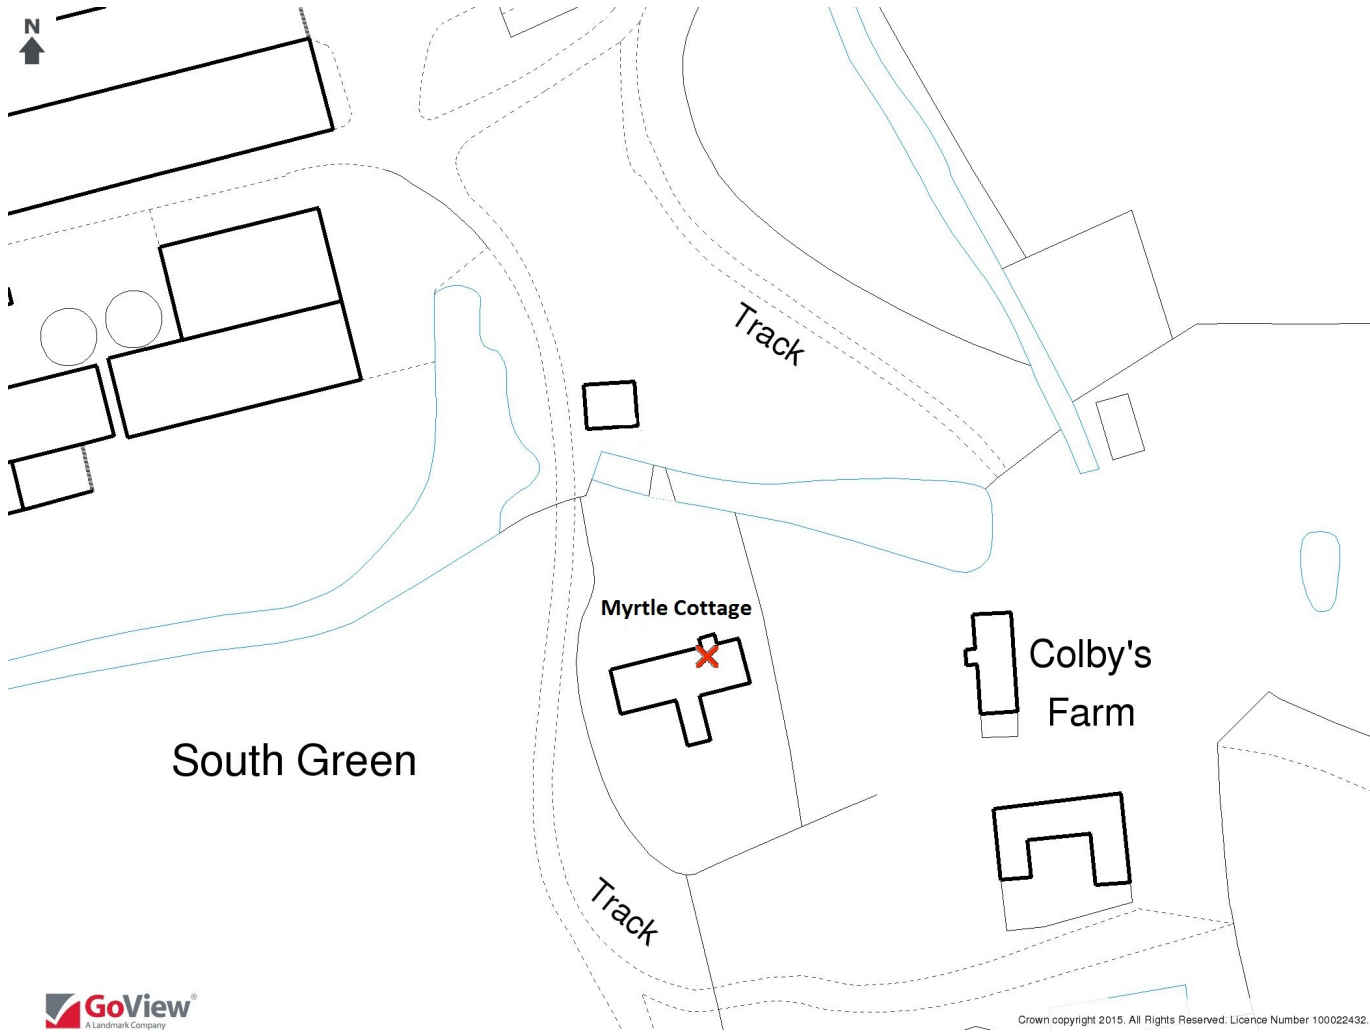 N
Track
Myrtle Cottage
Colby's
Farm
South Green
Track
GoView®
A Landmark Company
Crown copyright 2015. All Rights Reserved. Licence Number 100022432.